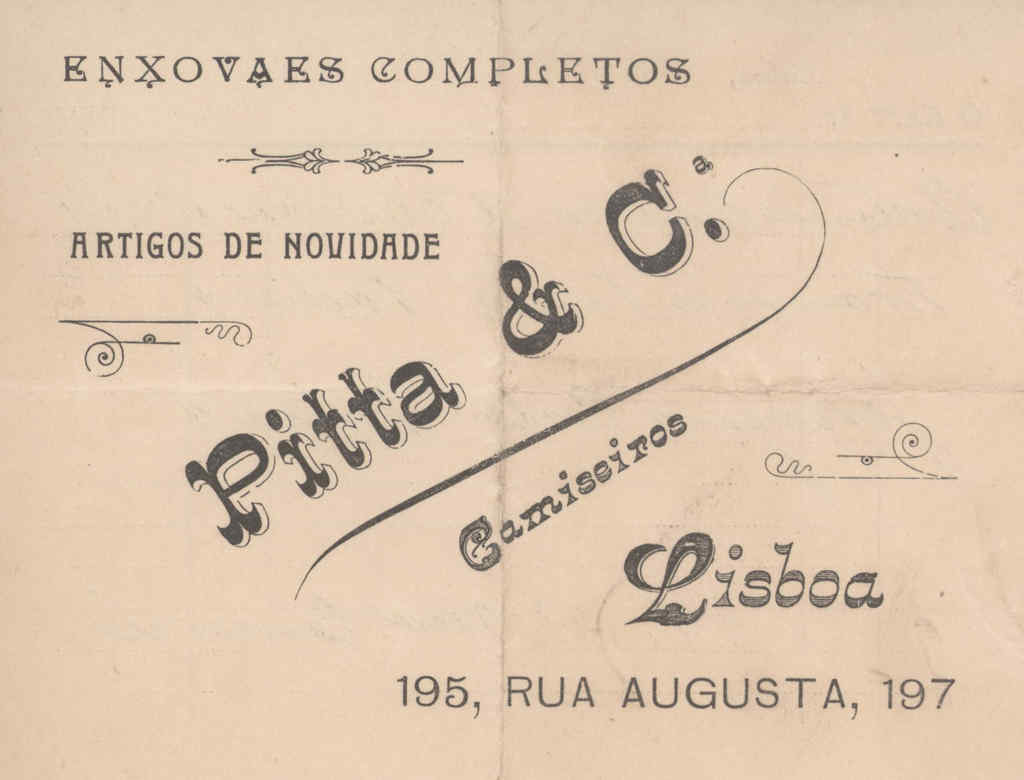 ENXOVAES COMPLETOS
ARTIGOS DE NOVIDADE
Pitta & C.ª
Camiseiros
Lisboa
195, RUA AUGUSTA, 197